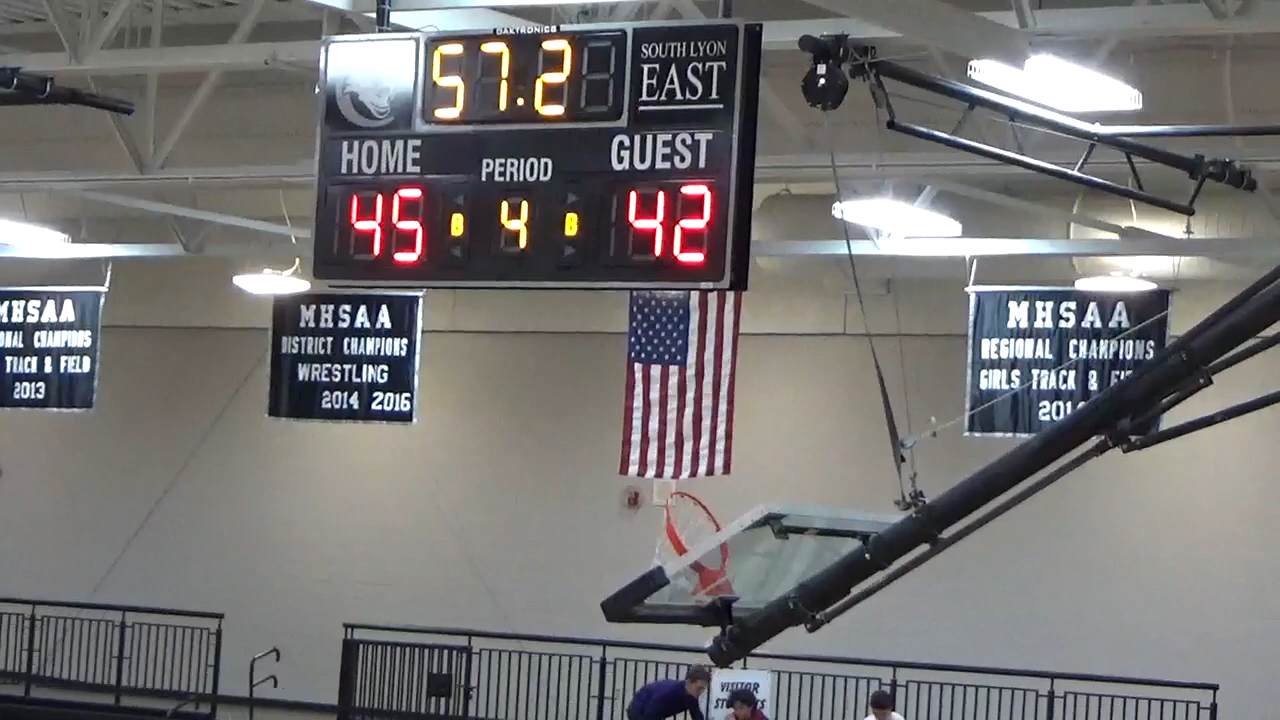 DAKTRONICS
57.2
SOUTH LYON
EAST
HOME
PERIOD
GUEST
45
B
4
B
42
MHSAA
CHAMPIONS
TRACK & FIELD
2013
MHSAA
DISTRICT CHAMPIONS
WRESTLING
2014 2016
MHSAA
REGIONAL CHAMPIONS
GIRLS TRACK &
VISITOR